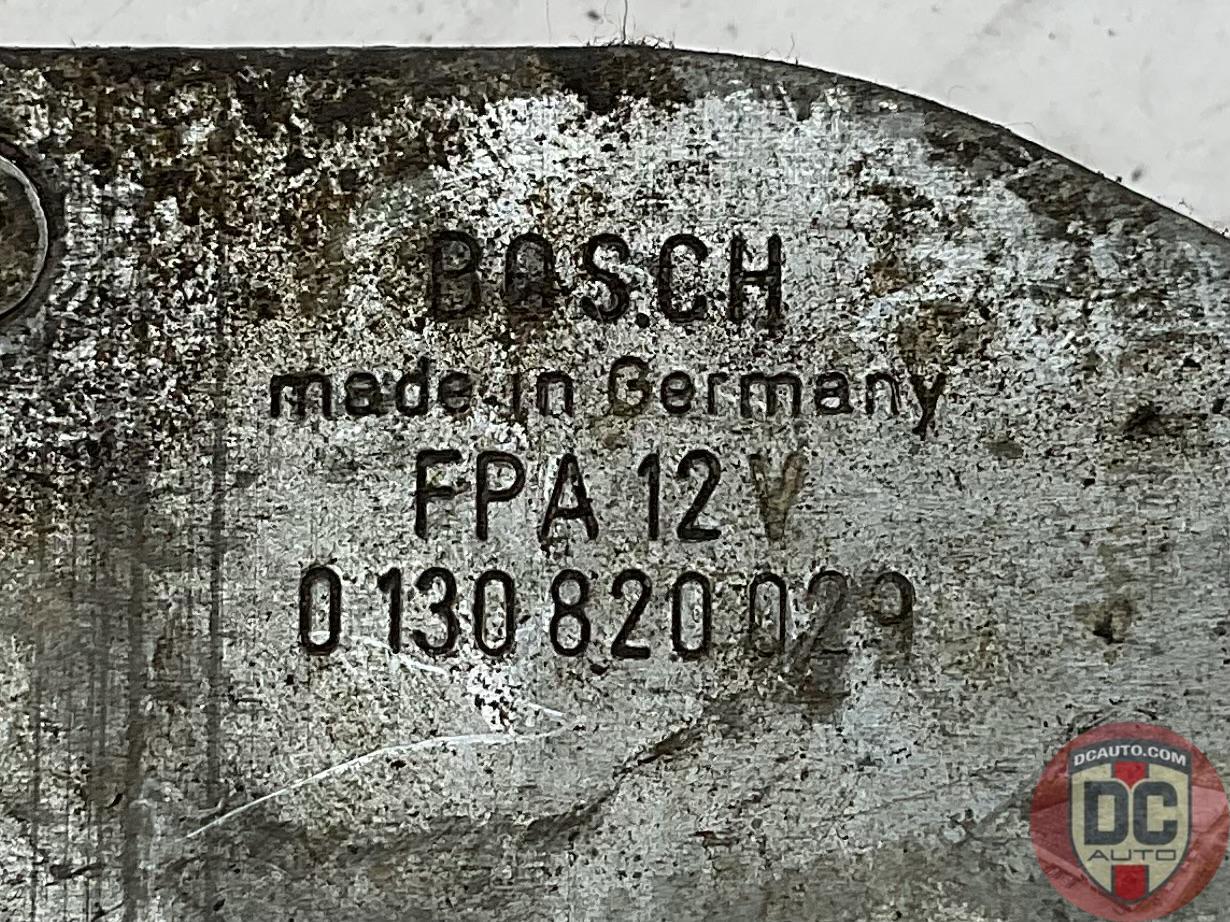 BOSCH
made in Germany
FPA 12 V
0 130 820 029
DCAUTO.COM
DC
AUTO